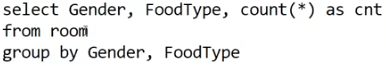 select Gender, FoodType, count(*) as cnt
from room
group by Gender, FoodType